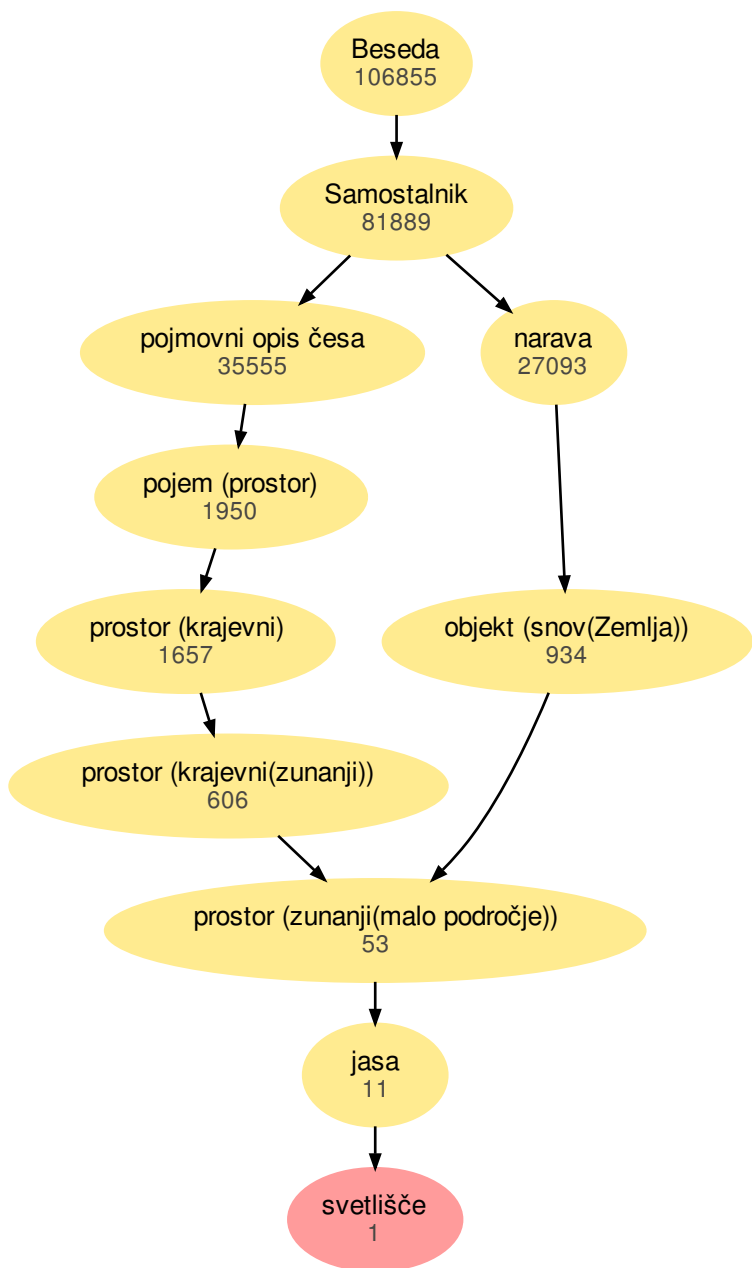 Beseda
106855
Samostalnik
81889
pojmovni opis česa
35555
narava
27093
pojem (prostor)
1950
prostor (krajevni)
1657
objekt (snov(Zemlja))
934
prostor (krajevni(zunanji))
606
prostor (zunanji(malo področje))
53
jasa
11
svetlišče
1